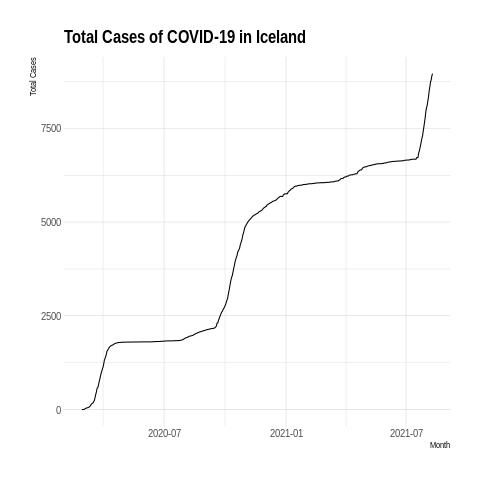 Total Cases of COVID-19 in Iceland
Total Cases
7500
5000
2500
0
2020-07
2021-01
2021-07
Month